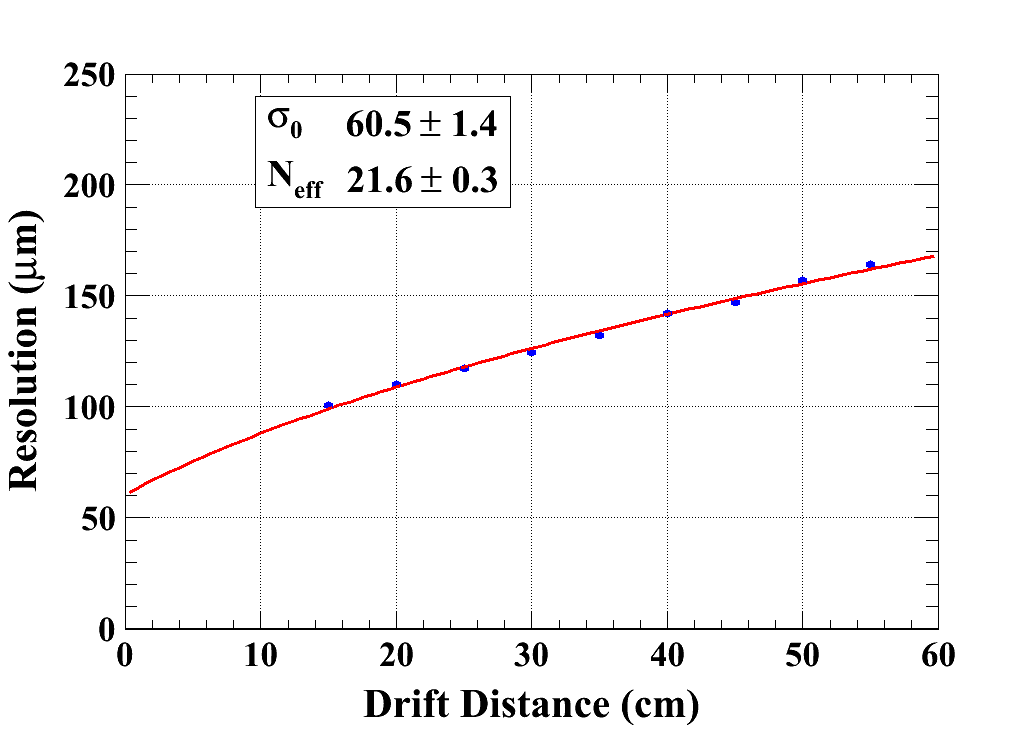 250
200
150
100
50
0
σ0 60.5 ± 1.4
Neff 21.6 ± 0.3
Resolution (μm)
0 10 20 30 40 50 60
Drift Distance (cm)